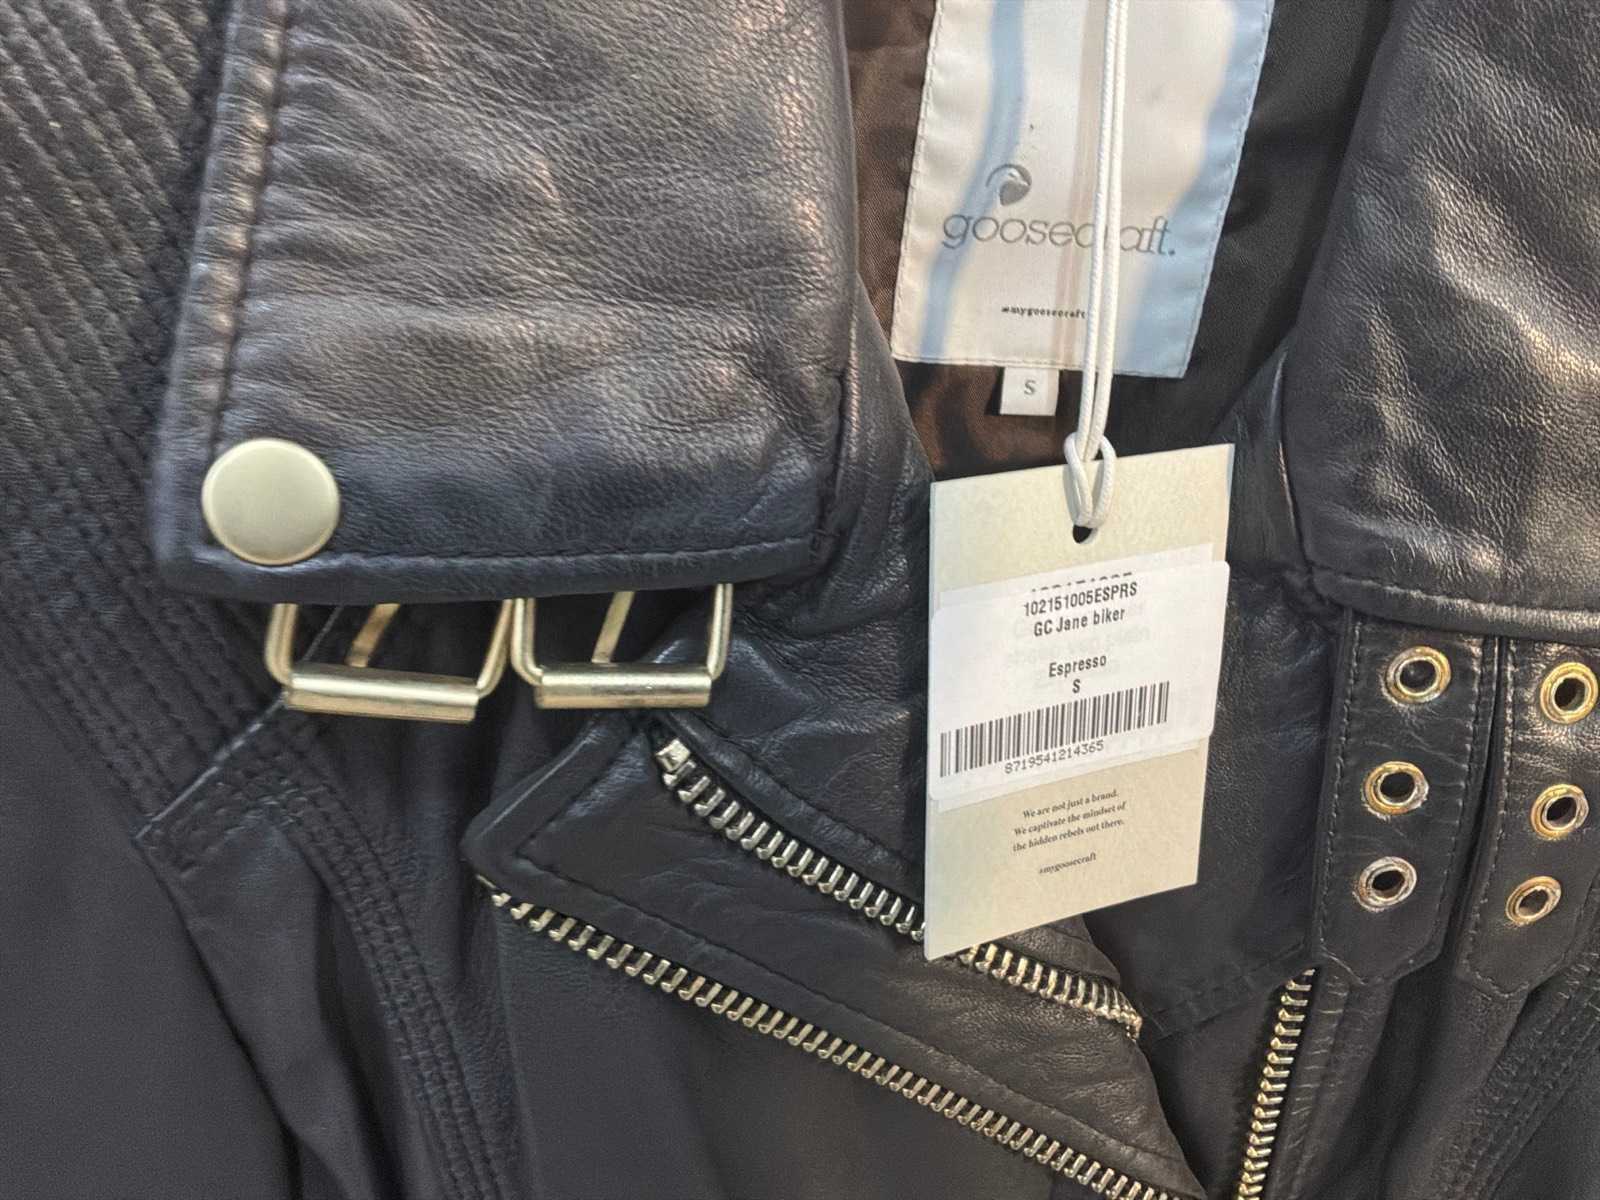 goosecraft.
#mygoosecraft
S
102151005ESPRS
GC Jane biker
Espresso
S
8719541214365
We are not just a brand.
We captivate the mindset of
the hidden rebels out there.
#mygoosecraft